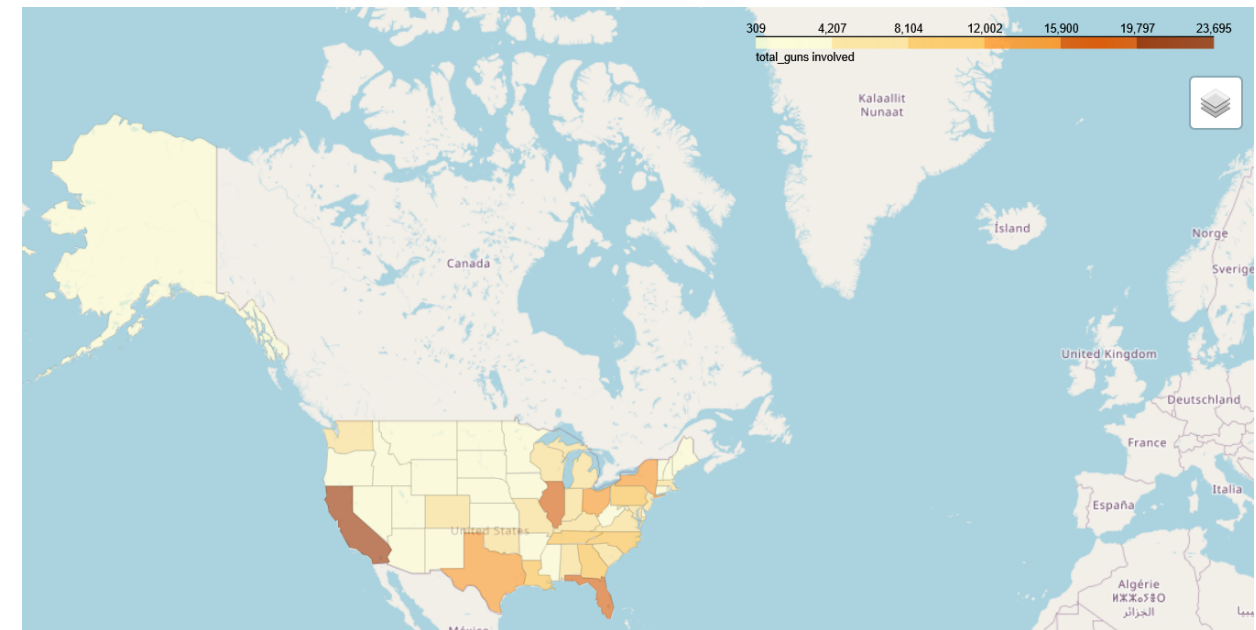 309 4,207 8,104 12,002 15,900 19,797 23,695
total_guns involved
Kalaallit
Nunaat
Ísland
Norge
Sverige
Canada
United Kingdom
Deutschland
France
Italia
España
United States
Algérie
ⵍⵣⵣⴰⵢⴻⵔ
الجزائر
México